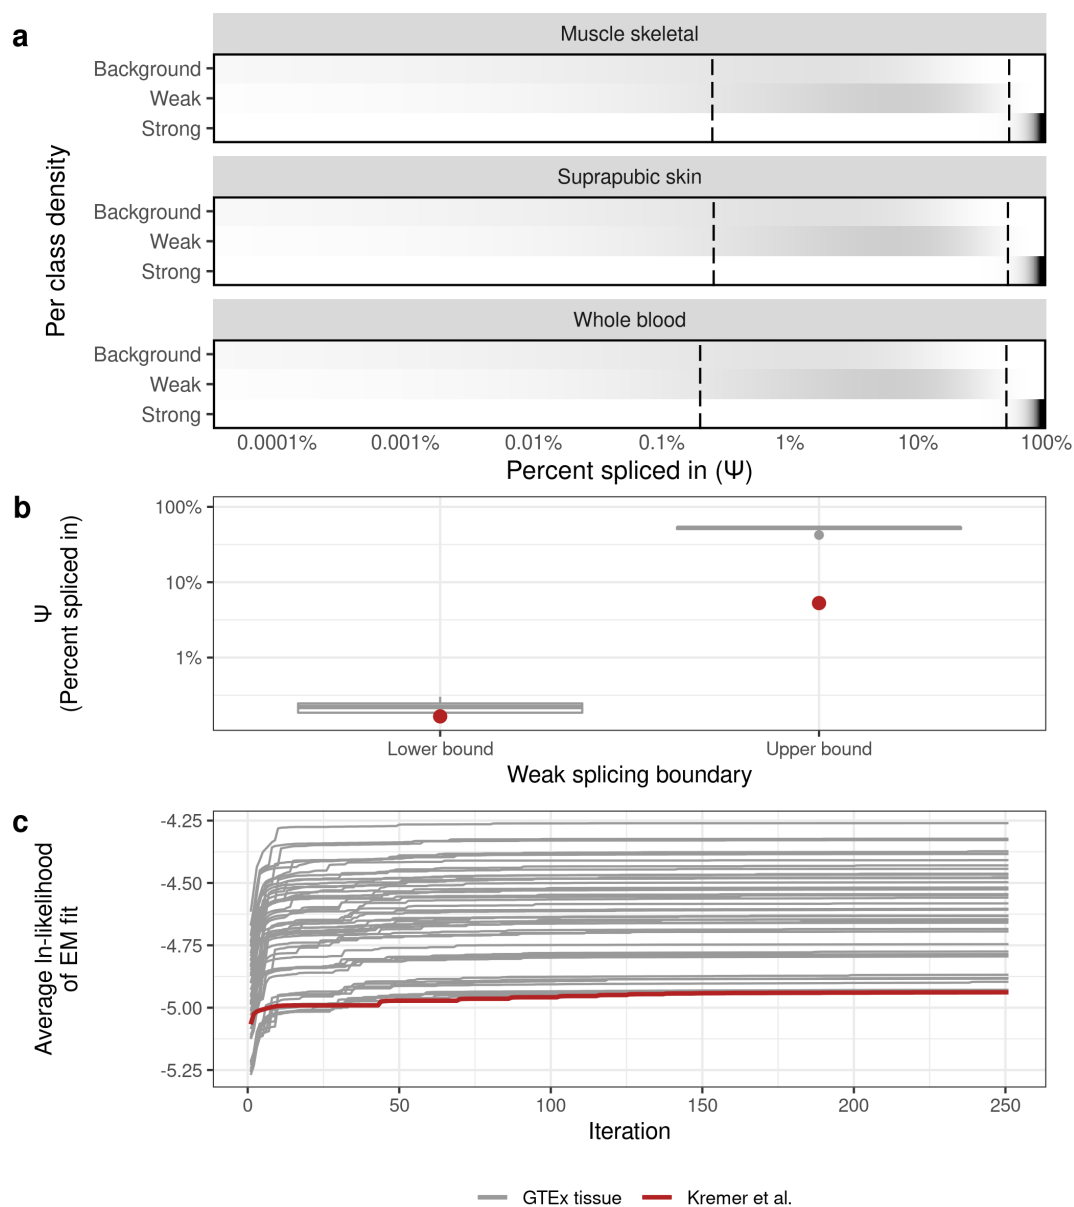 a
Muscle skeletal
Background
Weak
Strong
Suprapubic skin
Background
Weak
Strong
Whole blood
Background
Weak
Strong
Per class density
0.0001% 0.001% 0.01% 0.1% 1% 10% 100%
Percent spliced in (Ψ)
b
Ψ
(Percent spliced in)
100%
10%
1%
Lower bound Upper bound
Weak splicing boundary
c
Average ln-likelihood
of EM fit
-4.25
-4.50
-4.75
-5.00
-5.25
0 50 100 150 200 250
Iteration
GTEx tissue Kremer et al.